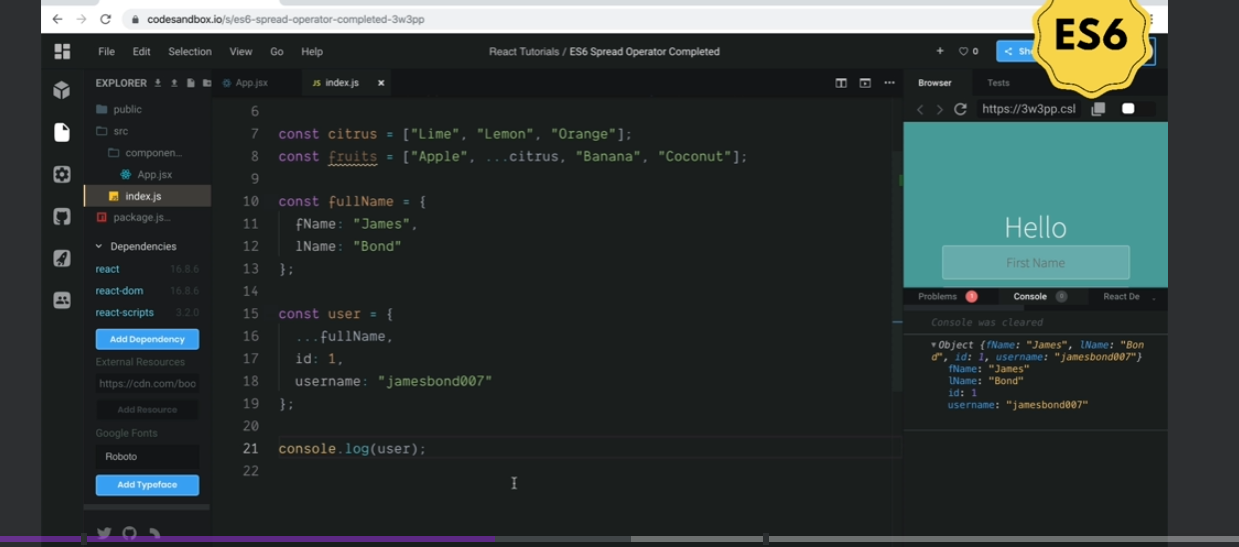 codesandbox.io/s/es6-spread-operator-completed-3w3pp
ES6
File Edit Selection View Go Help
React Tutorials / ES6 Spread Operator Completed
0
EXPLORER
App.jsx
JS index.js
Browser
Tests
https://3w3pp.csl
public
src
componen...
App.jsx
index.js
package.js...
Dependencies
react 16.8.6
react-dom 16.8.6
react-scripts 3.2.0
Add Dependency
External Resources
https://cdn.com/boo
Add Resource
Google Fonts
Roboto
Add Typeface
6
7 const citrus = ["Lime", "Lemon", "Orange"];
8 const fruits = ["Apple", ...citrus, "Banana", "Coconut"];
9
10 const fullName = {
11 fName: "James",
12 lName: "Bond"
13 };
14
15 const user = {
16 ...fullName,
17 id: 1,
18 username: "jamesbond007"
19 };
20
21 console.log(user);
22
Hello
First Name
Problems
Console
React De
Console was cleared
Object {fName: "James", lName: "Bon
d", id: 1, username: "jamesbond007"}
fName: "James"
lName: "Bond"
id: 1
username: "jamesbond007"